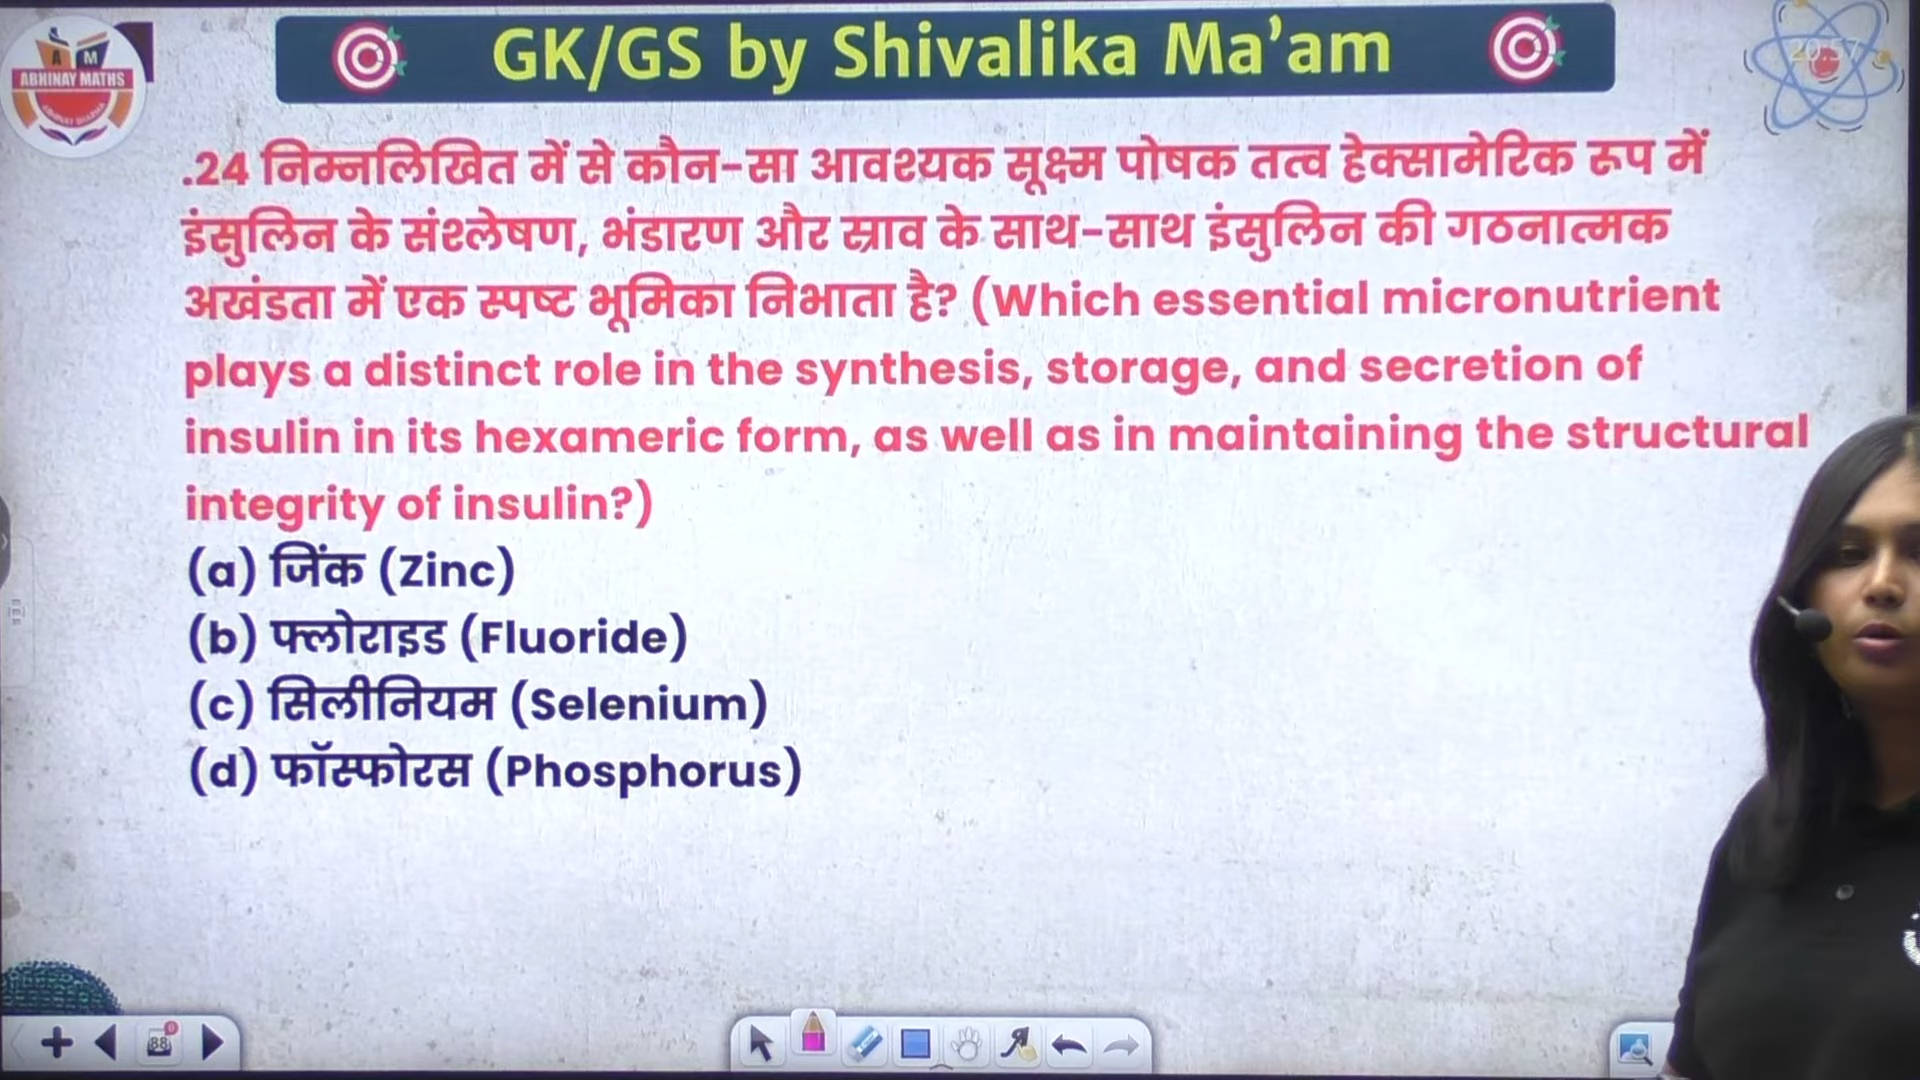 GK/GS by Shivalika Ma'am
A M
ABHINAY MATHS
20:57
.24 निम्नलिखित में से कौन-सा आवश्यक सूक्ष्म पोषक तत्व हेक्सामेरिक रूप में
इंसुलिन के संश्लेषण, भंडारण और स्राव के साथ-साथ इंसुलिन की गठनात्मक
अखंडता में एक स्पष्ट भूमिका निभाता है? (Which essential micronutrient
plays a distinct role in the synthesis, storage, and secretion of
insulin in its hexameric form, as well as in maintaining the structural
integrity of insulin?)
(a) जिंक (Zinc)
(b) फ्लोराइड (Fluoride)
(c) सिलीनियम (Selenium)
(d) फॉस्फोरस (Phosphorus)
88